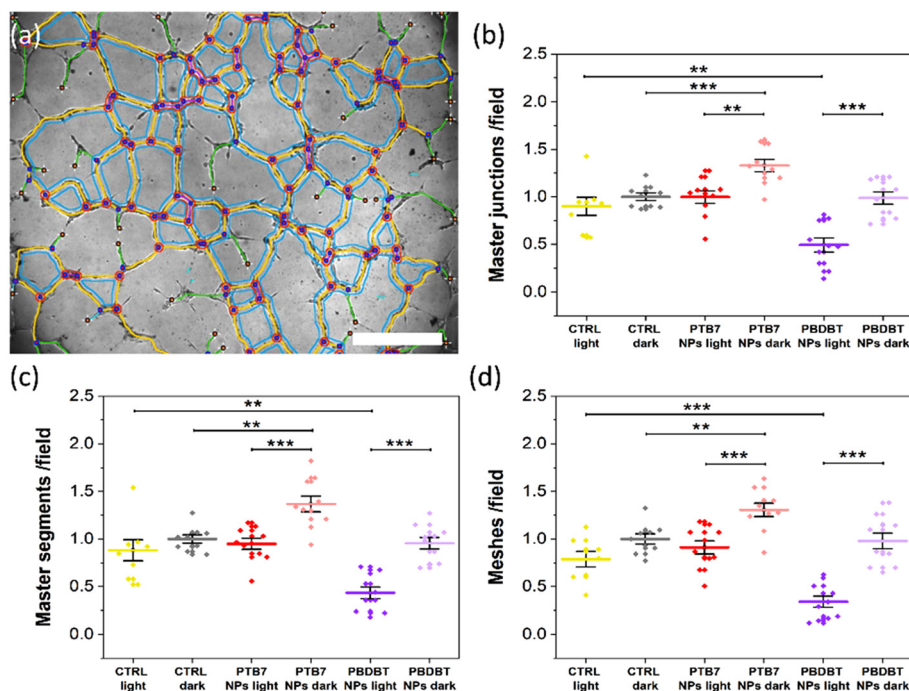 (a)
(b)
2.5
2.0
1.5
1.0
0.5
0.0
Master junctions /field
**
***
**
***
CTRL light
CTRL dark
PTB7 NPs light
PTB7 NPs dark
PBDBT NPs light
PBDBT NPs dark
(c)
2.5
2.0
1.5
1.0
0.5
0.0
Master segments /field
**
**
***
***
CTRL light
CTRL dark
PTB7 NPs light
PTB7 NPs dark
PBDBT NPs light
PBDBT NPs dark
(d)
2.5
2.0
1.5
1.0
0.5
0.0
Meshes /field
***
**
***
***
CTRL light
CTRL dark
PTB7 NPs light
PTB7 NPs dark
PBDBT NPs light
PBDBT NPs dark